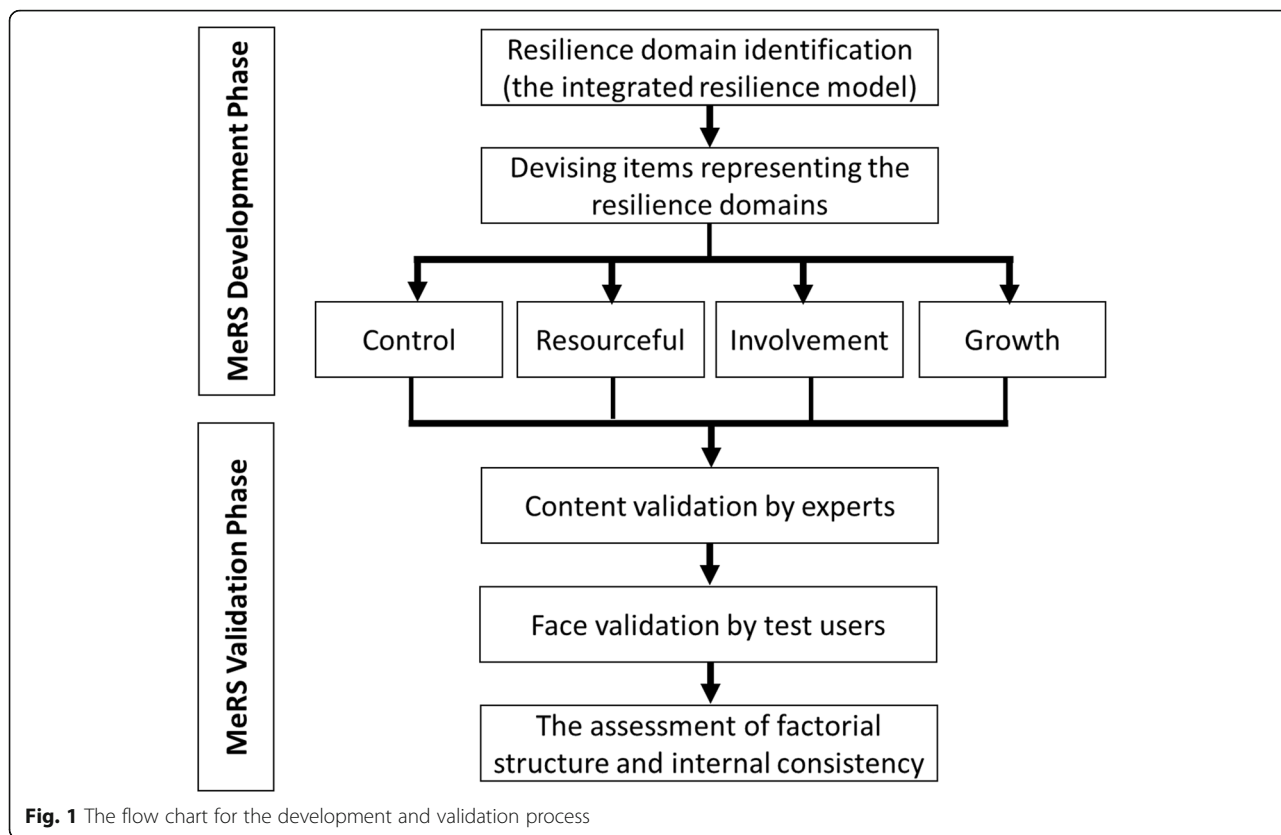 MeRS Development Phase
Resilience domain identification
(the integrated resilience model)
Devising items representing the
resilience domains
Control
Resourceful
Involvement
Growth
MeRS Validation Phase
Content validation by experts
Face validation by test users
The assessment of factorial
structure and internal consistency
Fig. 1 The flow chart for the development and validation process